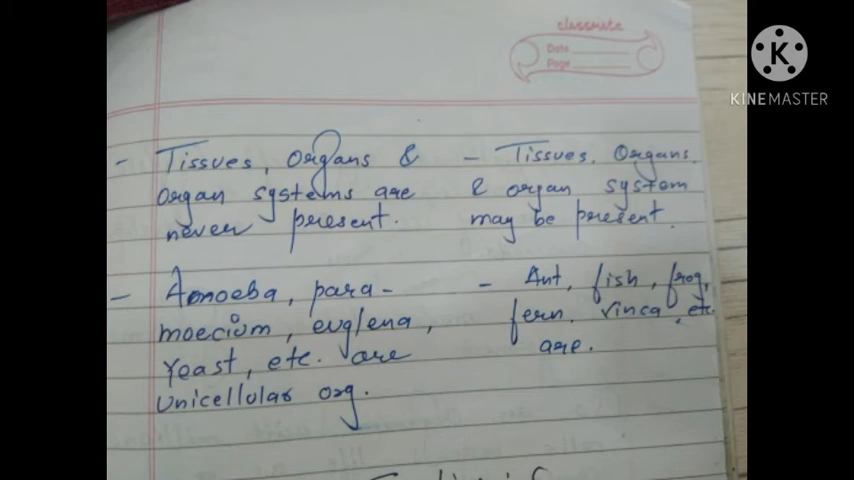 classmate
Date
Page
KINEMASTER
- Tissues, organs &
organ systems are
never present.
- Tissues. Organs.
& organ system
may be present.
- Amoeba, para-
moecium, euglena,
Yeast, etc. are
Unicellular org.
- Ant, fish, frog,
fern. Vinca, etc.
are.